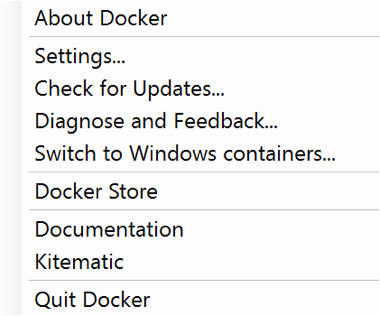 About Docker
Settings...
Check for Updates...
Diagnose and Feedback...
Switch to Windows containers...
Docker Store
Documentation
Kitematic
Quit Docker